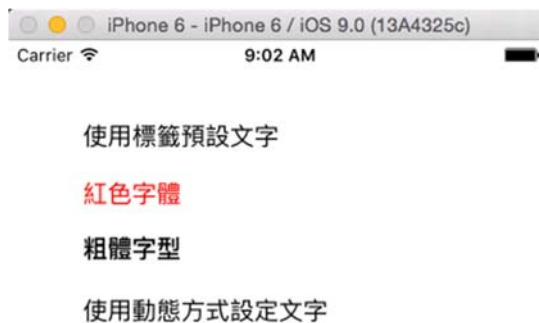 iPhone 6 - iPhone 6 / iOS 9.0 (13A4325c)
Carrier 9:02 AM
使用標籤預設文字
紅色字體
粗體字型
使用動態方式設定文字